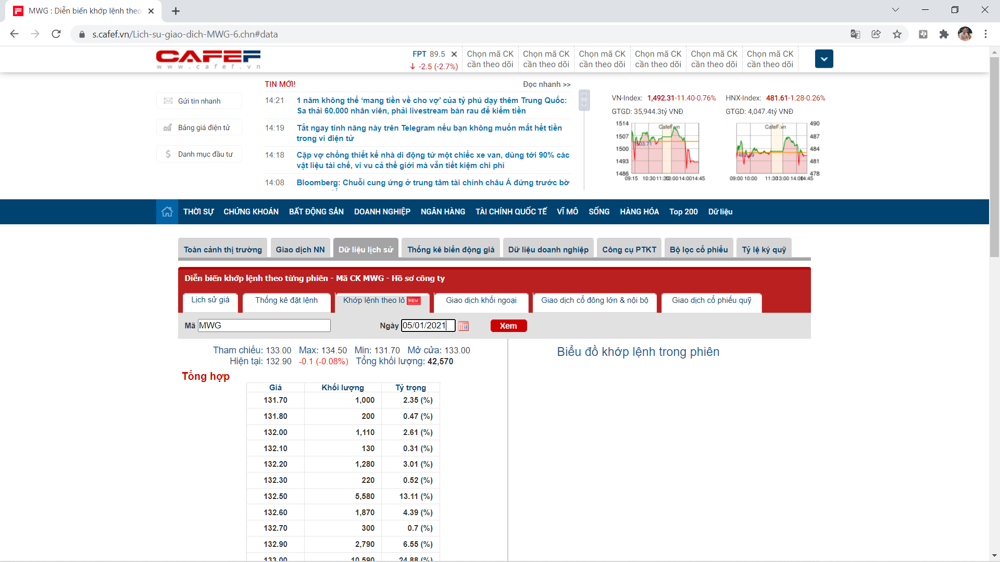 MWG : Diễn biến khớp lệnh theo
s.cafef.vn/Lich-su-giao-dich-MWG-6.chn#data
CAFEF
www.cafef.vn
FPT 89.5
-2.5 (-2.7%)
Chọn mã CK cần theo dõi
Chọn mã CK cần theo dõi
Chọn mã CK cần theo dõi
Chọn mã CK cần theo dõi
Chọn mã CK cần theo dõi
Chọn mã CK cần theo dõi
Gửi tin nhanh
Bảng giá điện tử
Danh mục đầu tư
TIN MỚI!
Đọc nhanh >>
14:21 1 năm không thể ‘mang tiền về cho vợ’ của tỷ phú dạy thêm Trung Quốc:
Sa thải 60.000 nhân viên, phải livestream bán rau để kiếm tiền
14:19 Tắt ngay tính năng này trên Telegram nếu bạn không muốn mất hết tiền
trong ví điện tử
14:18 Cặp vợ chồng thiết kế nhà di động từ một chiếc xe van, dùng tới 90% các
vật liệu tái chế, vi vu cả thế giới mà vẫn tiết kiệm chi phí
14:08 Bloomberg: Chuỗi cung ứng ở trung tâm tài chính châu Á đứng trước bờ
VN-Index: 1,492.31-11.40-0.76%
GTGD: 35,944.3tỷ VNĐ
CafeF.vn
1514
1507
1500
1493
1486
1503.71
09:15 10:30 11:30 13:00 14:00 14:45
HNX-Index: 481.61-1.28-0.26%
GTGD: 4,047.4tỷ VNĐ
CafeF.vn
490
487
484
481
478
09:00 10:00 11:30 13:00 14:00 14:45
THỜI SỰ CHỨNG KHOÁN BẤT ĐỘNG SẢN DOANH NGHIỆP NGÂN HÀNG TÀI CHÍNH QUỐC TẾ VĨ MÔ SỐNG HÀNG HÓA Top 200 Dữ liệu
Toàn cảnh thị trường Giao dịch NN Dữ liệu lịch sử Thống kê biến động giá Dữ liệu doanh nghiệp Công cụ PTKT Bộ lọc cổ phiếu Tỷ lệ ký quỹ
Diễn biến khớp lệnh theo từng phiên - Mã CK MWG - Hồ sơ công ty
Lịch sử giá Thống kê đặt lệnh Khớp lệnh theo lô NEW Giao dịch khối ngoại Giao dịch cổ đông lớn & nội bộ Giao dịch cổ phiếu quỹ
Mã MWG Ngày 05/01/2021 Xem
Tham chiếu: 133.00 Max: 134.50 Min: 131.70 Mở cửa: 133.00
Hiện tại: 132.90 -0.1 (-0.08%) Tổng khối lượng: 42,570
Biểu đồ khớp lệnh trong phiên
Tổng hợp
Giá Khối lượng Tỷ trọng
131.70 1,000 2.35 (%)
131.80 200 0.47 (%)
132.00 1,110 2.61 (%)
132.10 130 0.31 (%)
132.20 1,280 3.01 (%)
132.30 220 0.52 (%)
132.50 5,580 13.11 (%)
132.60 1,870 4.39 (%)
132.70 300 0.7 (%)
132.90 2,790 6.55 (%)
133.00 10,590 24.88 (%)